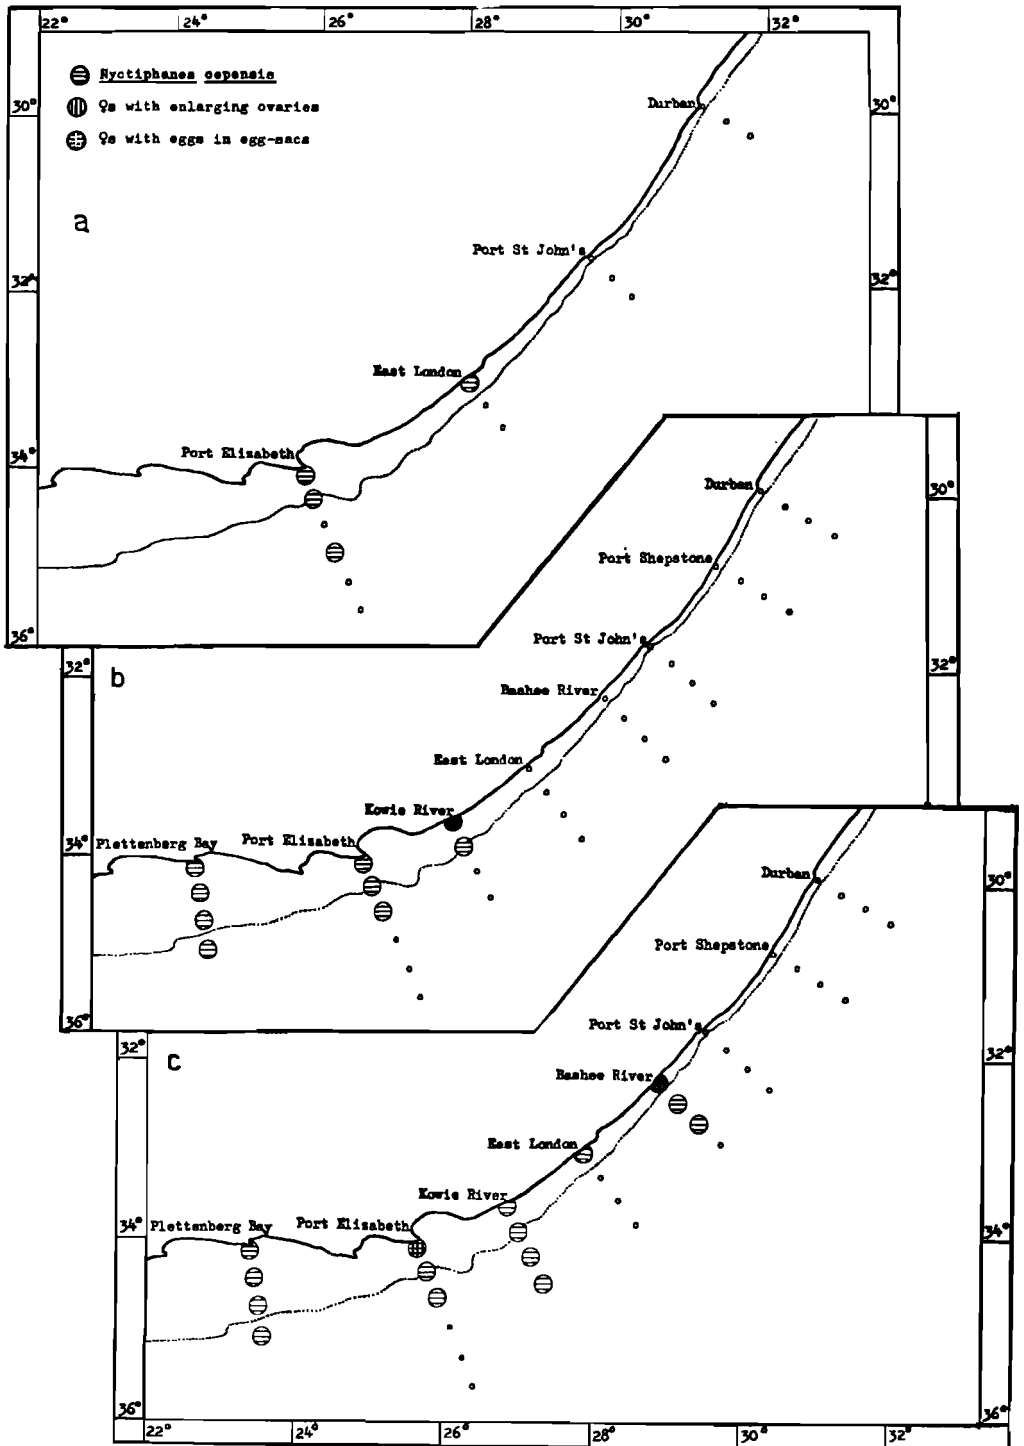 22° 24° 26° 28° 30° 32°
Nyctiphanes capensis
♀s with enlarging ovaries
♀s with eggs in egg-sacs
30° 30°
Durban
a
Port St John's
32° 32°
East London
34°
Port Elizabeth
36°
b
Durban
30°
Port Shepstone
Port St John's
32° 32°
Bashee River
East London
Kowie River
34°
Plettenberg Bay Port Elizabeth
36°
c
Durban
30°
Port Shepstone
Port St John's
32° 32°
Bashee River
East London
Kowie River
34° 34°
Plettenberg Bay Port Elizabeth
36° 36°
22° 24° 26° 28° 30° 32°